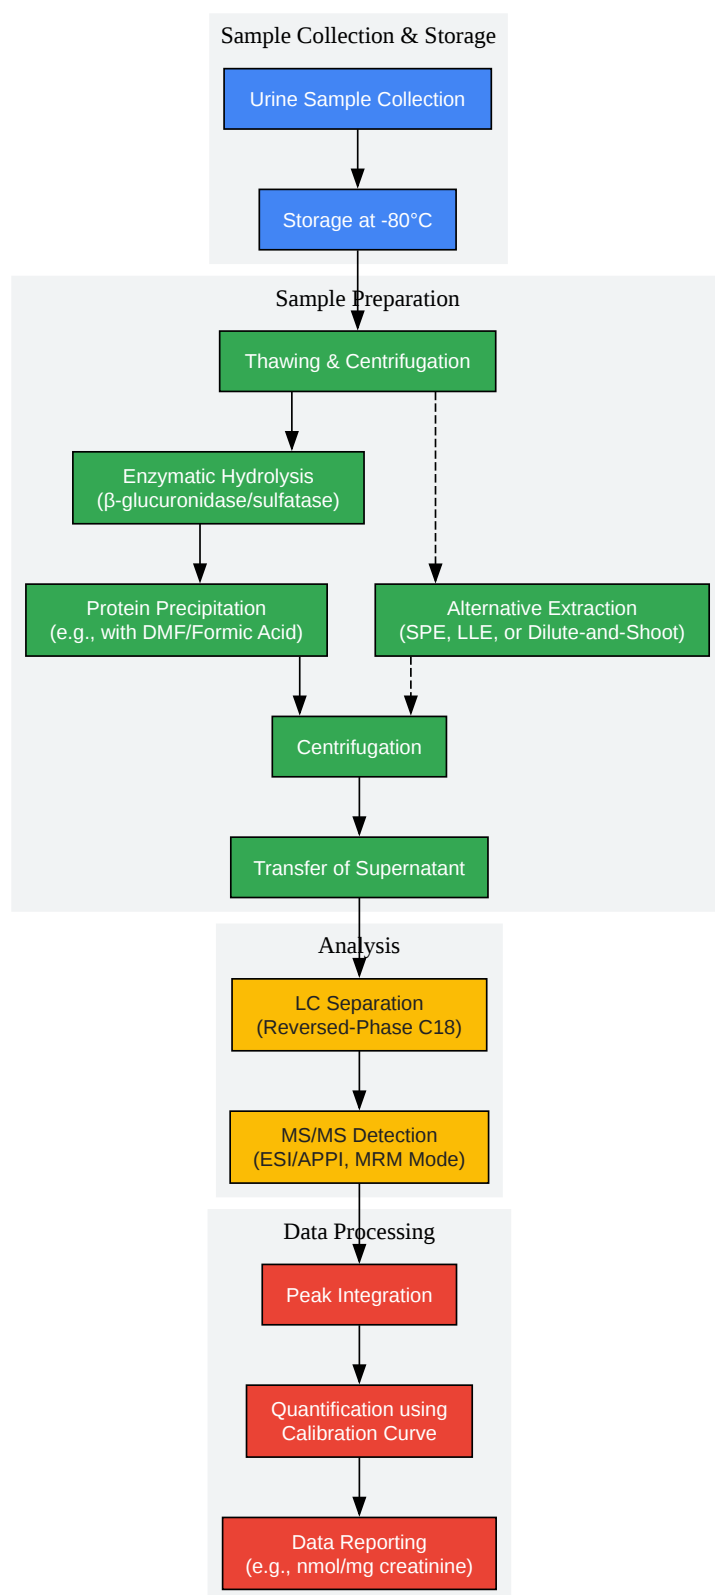 Sample Collection & Storage
Urine Sample Collection
Storage at -80°C
Sample Preparation
Thawing & Centrifugation
Enzymatic Hydrolysis
(β-glucuronidase/sulfatase)
Protein Precipitation
(e.g., with DMF/Formic Acid)
Alternative Extraction
(SPE, LLE, or Dilute-and-Shoot)
Centrifugation
Transfer of Supernatant
Analysis
LC Separation
(Reversed-Phase C18)
MS/MS Detection
(ESI/APPI, MRM Mode)
Data Processing
Peak Integration
Quantification using
Calibration Curve
Data Reporting
(e.g., nmol/mg creatinine)